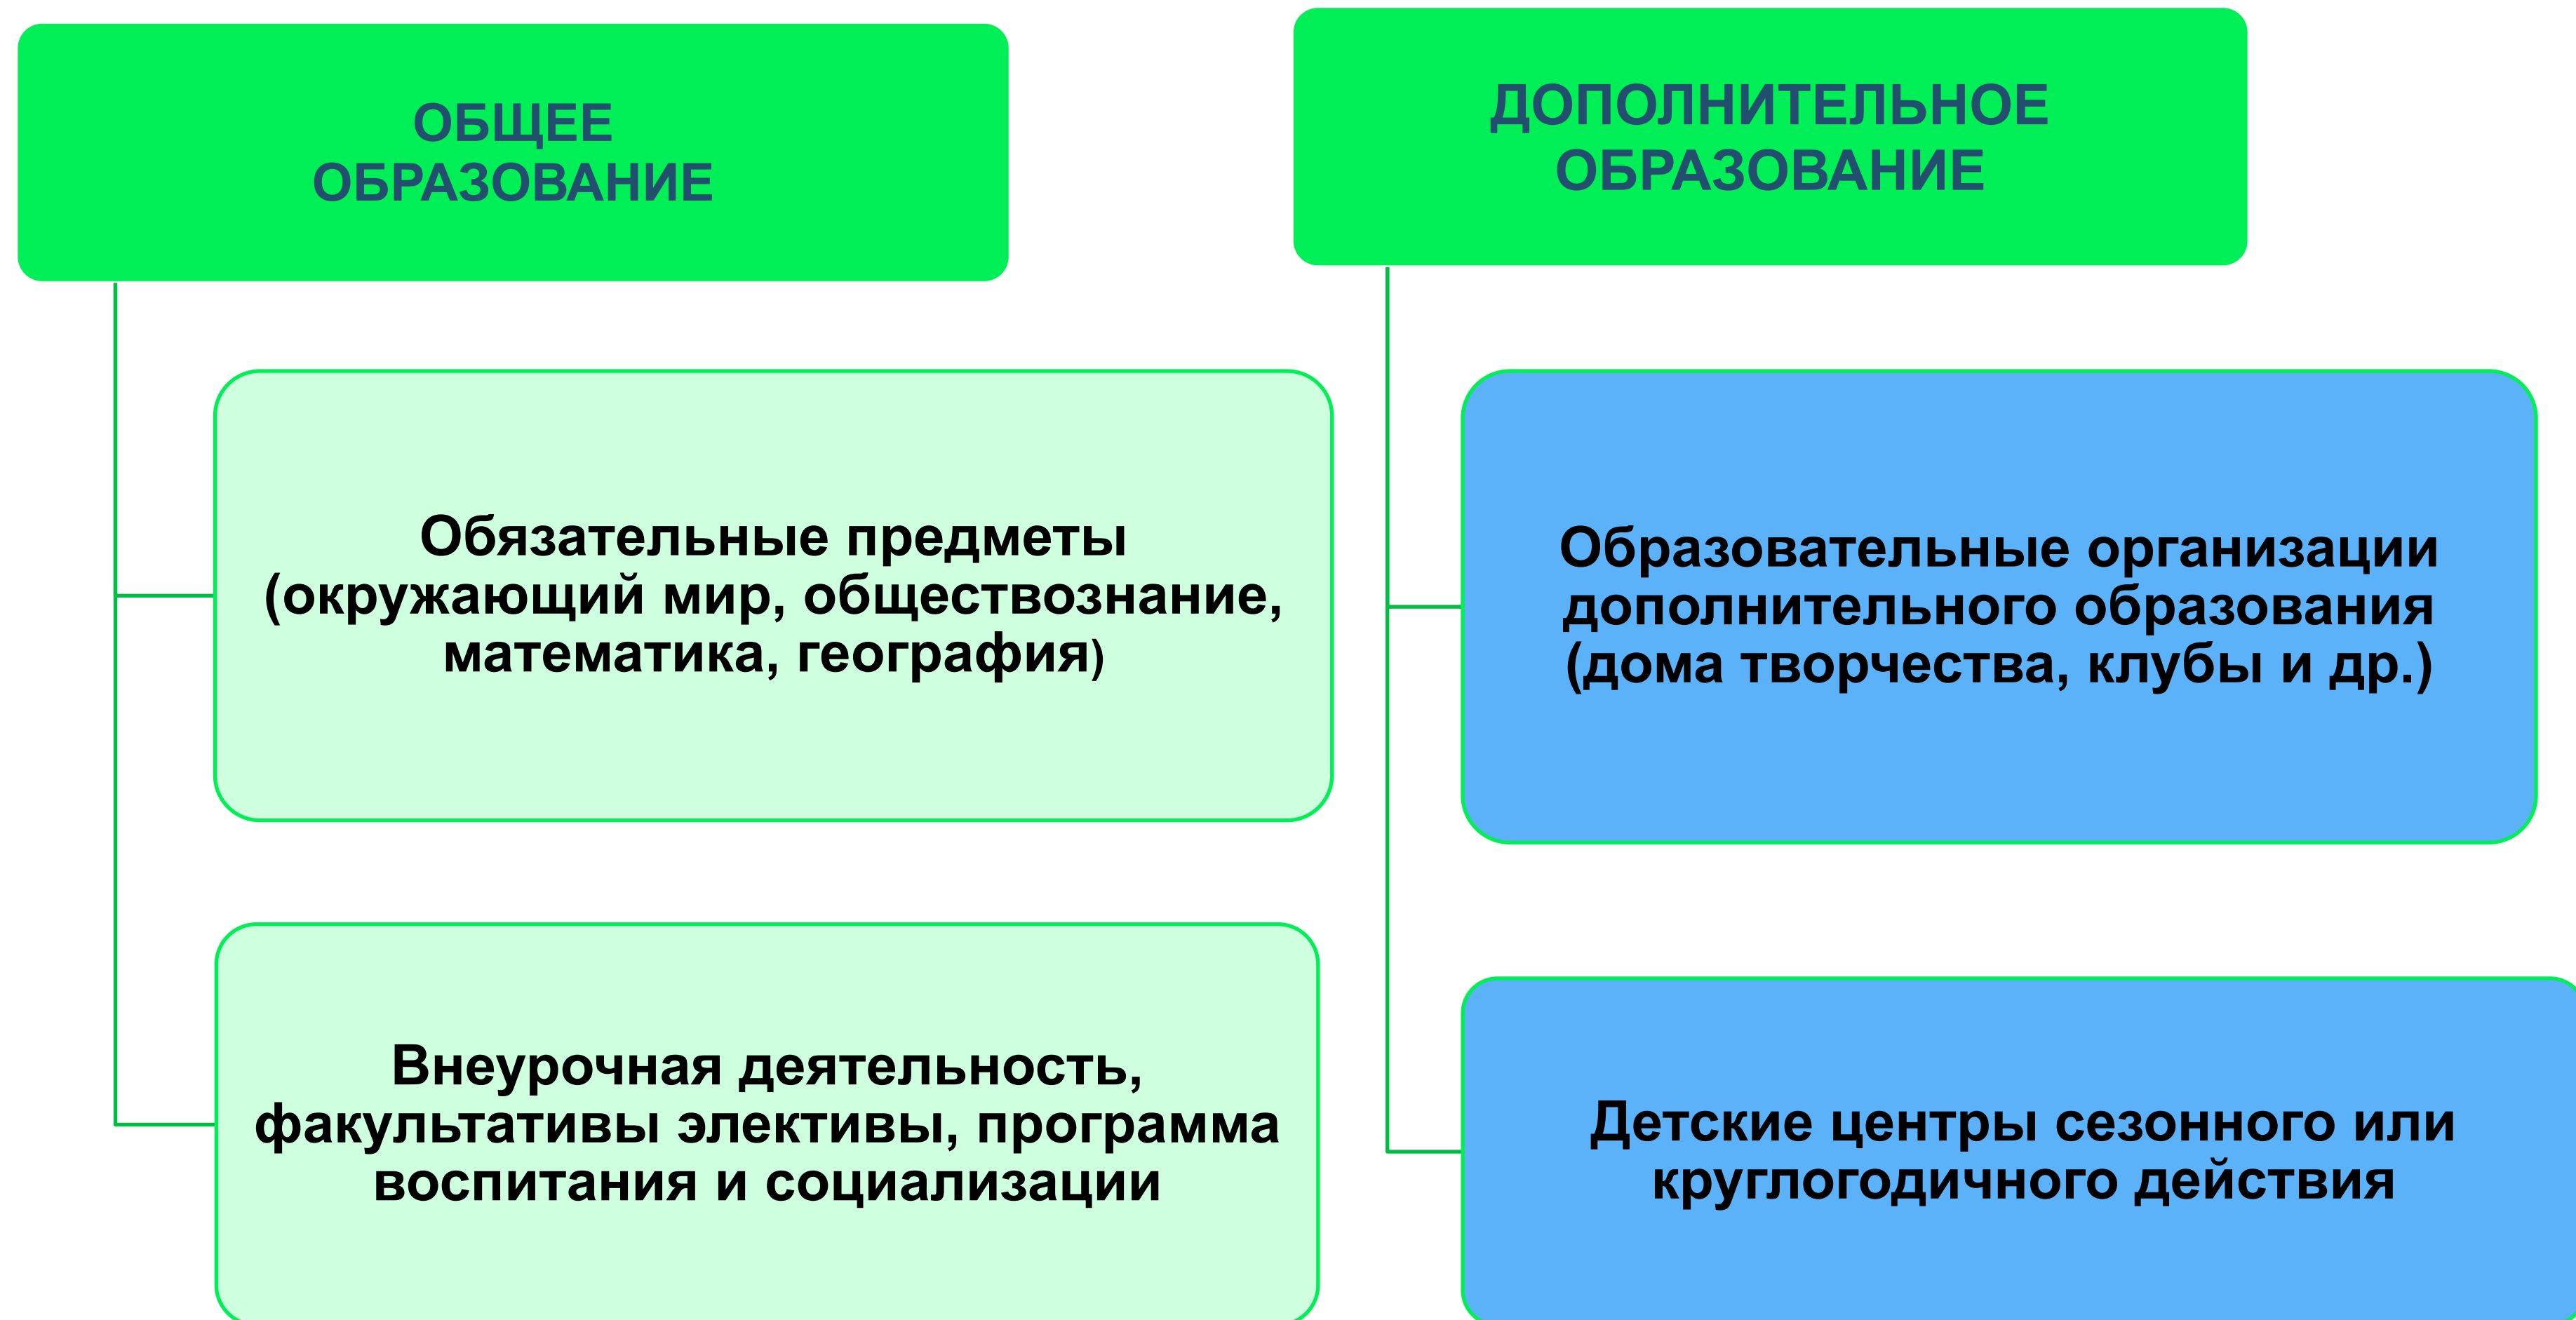 ОБЩЕЕ
ОБРАЗОВАНИЕ
Обязательные предметы
(окружающий мир, обществознание,
математика, география)
Внеурочная деятельность,
факультативы элективы, программа
воспитания и социализации
ДОПОЛНИТЕЛЬНОЕ
ОБРАЗОВАНИЕ
Образовательные организации
дополнительного образования
(дома творчества, клубы и др.)
Детские центры сезонного или
круглогодичного действия